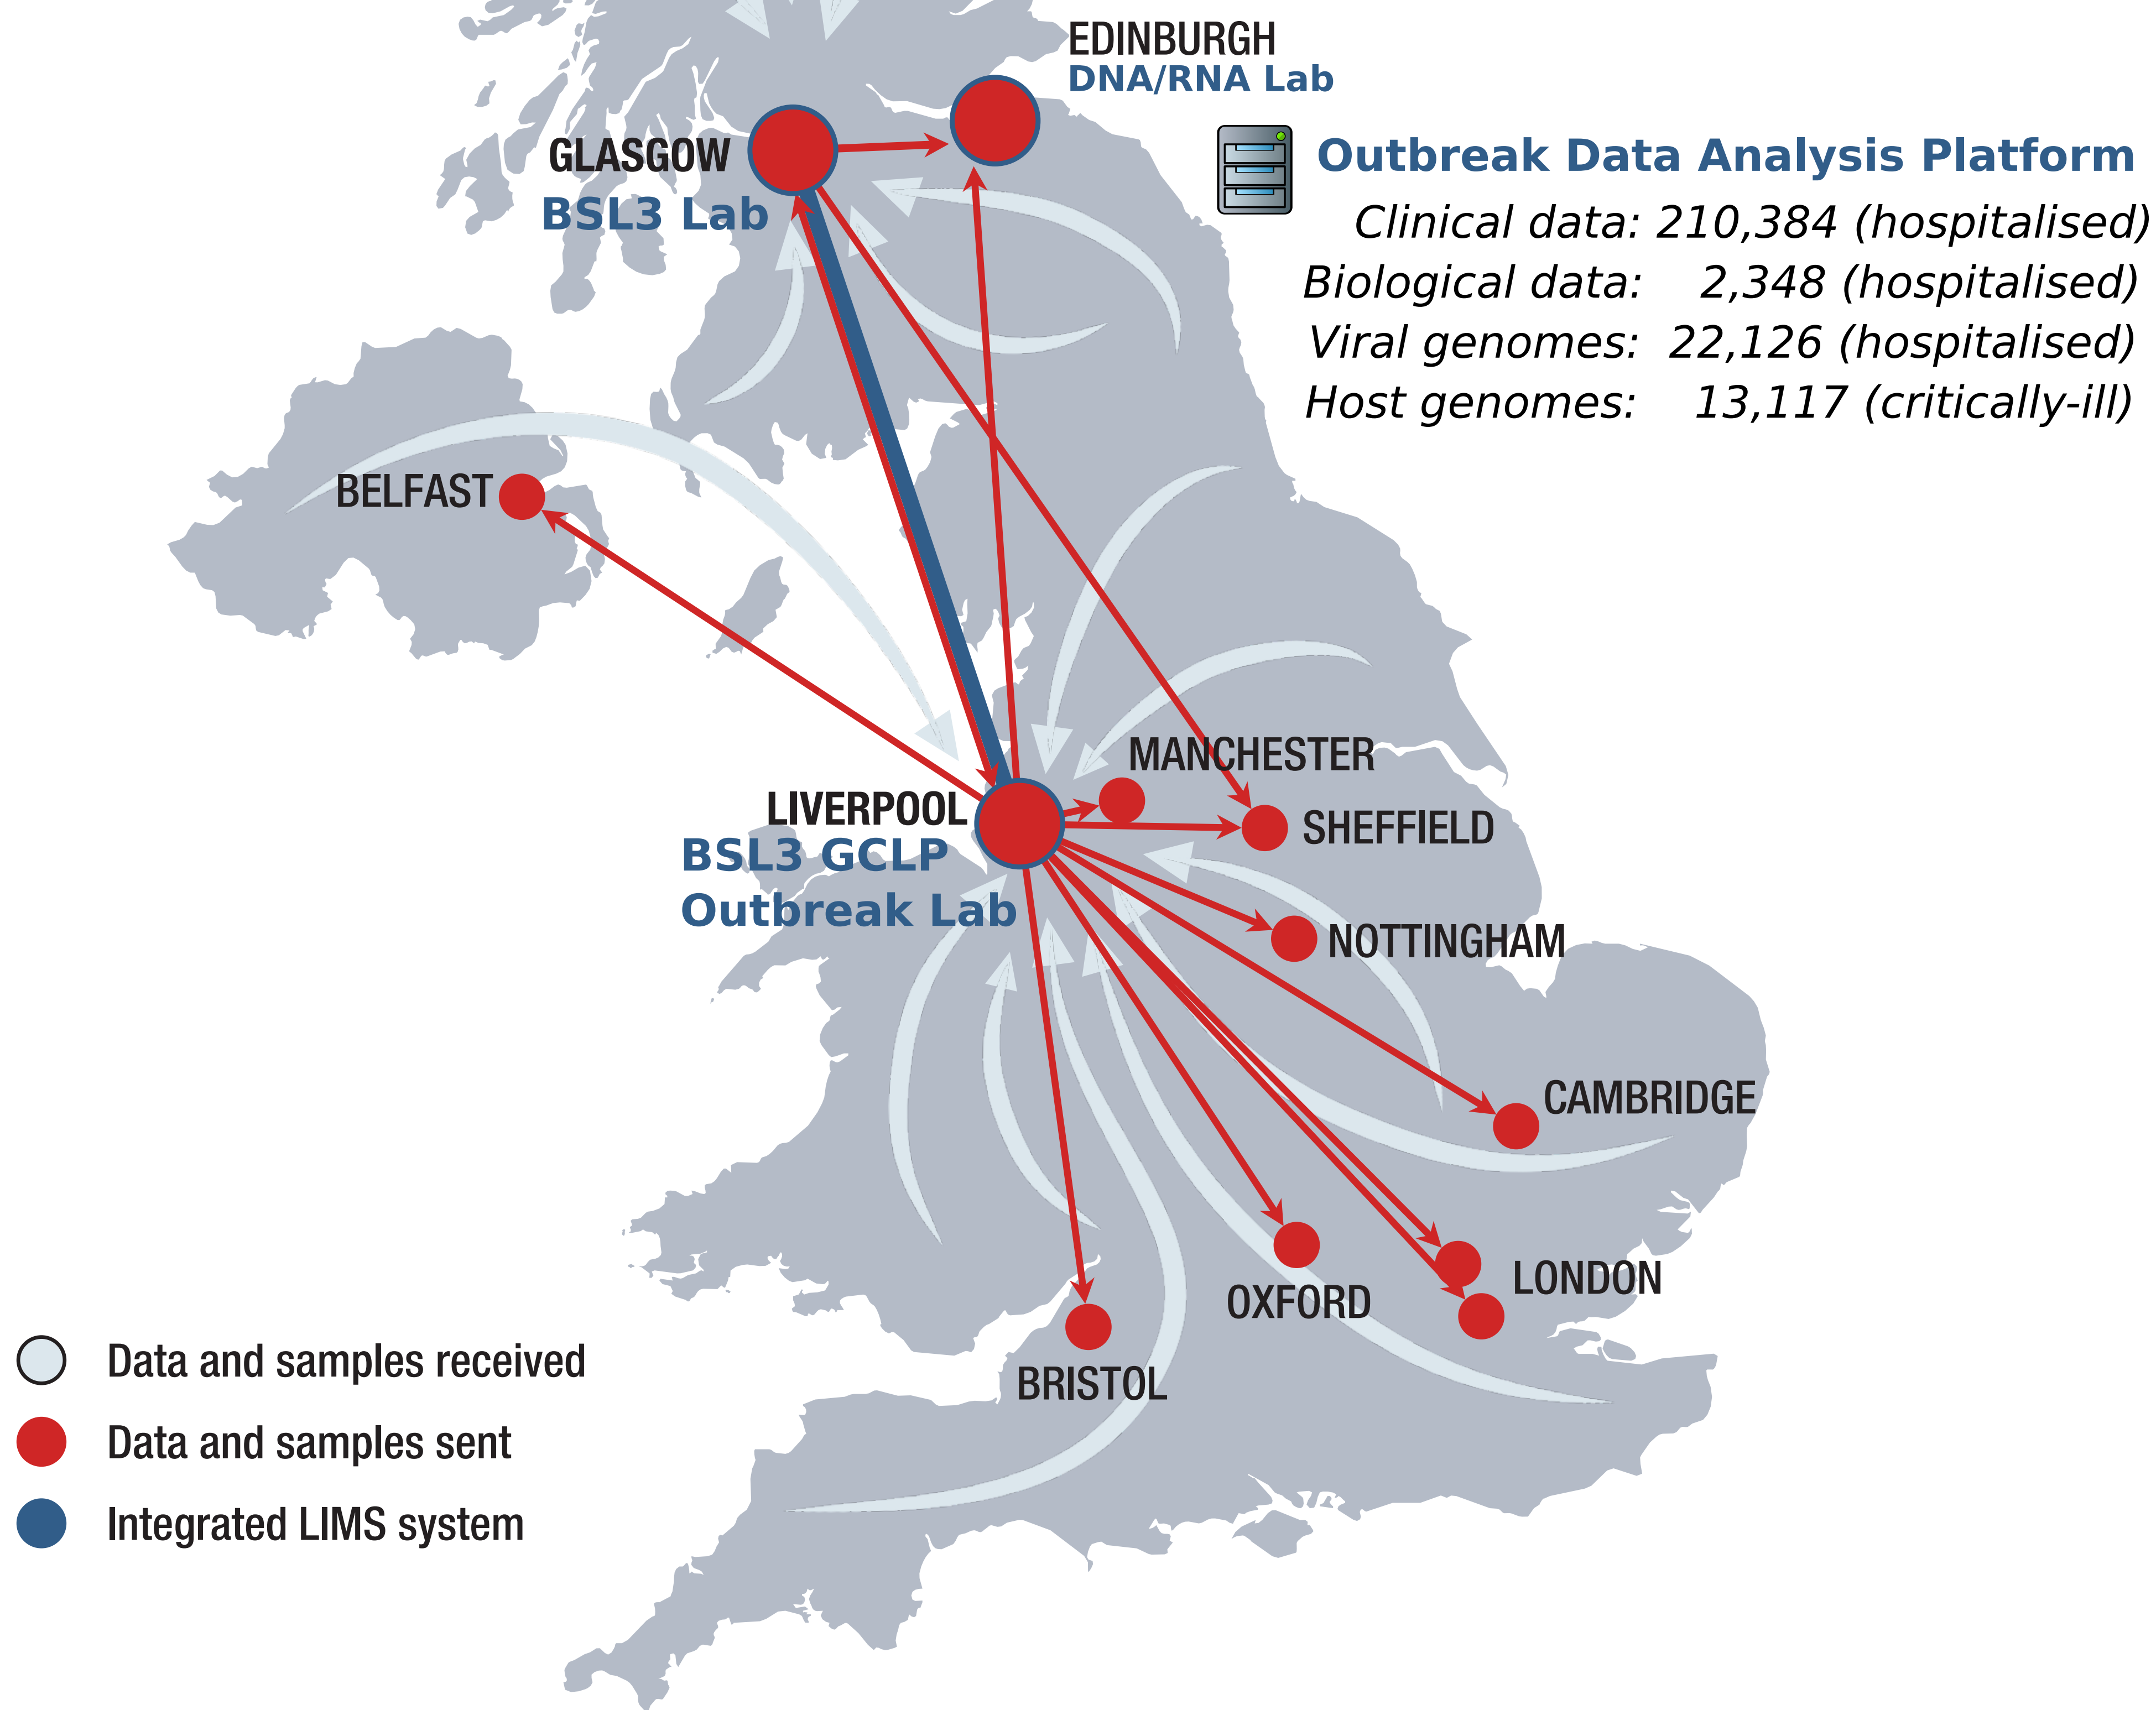 EDINBURGH
DNA/RNA Lab
GLASGOW
BSL3 Lab
Outbreak Data Analysis Platform
Clinical data: 210,384 (hospitalised)
Biological data: 2,348 (hospitalised)
Viral genomes: 22,126 (hospitalised)
Host genomes: 13,117 (critically-ill)
BELFAST
MANCHESTER
LIVERPOOL
BSL3 GCLP
Outbreak Lab
SHEFFIELD
NOTTINGHAM
CAMBRIDGE
LONDON
OXFORD
BRISTOL
Data and samples received
Data and samples sent
Integrated LIMS system